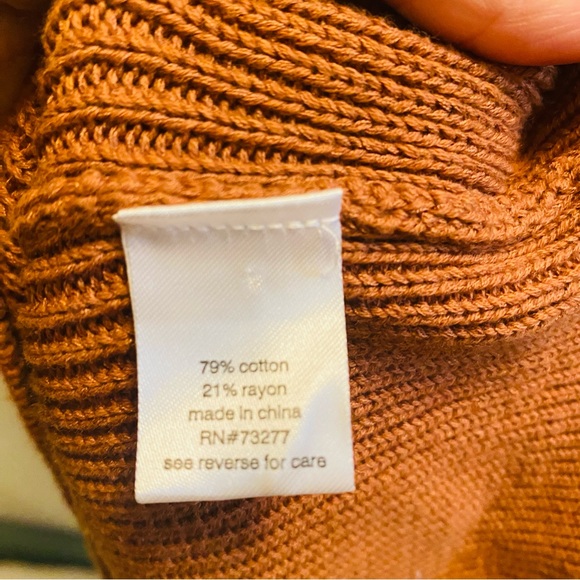 79% cotton
21% rayon
made in china
RN#73277
see reverse for care